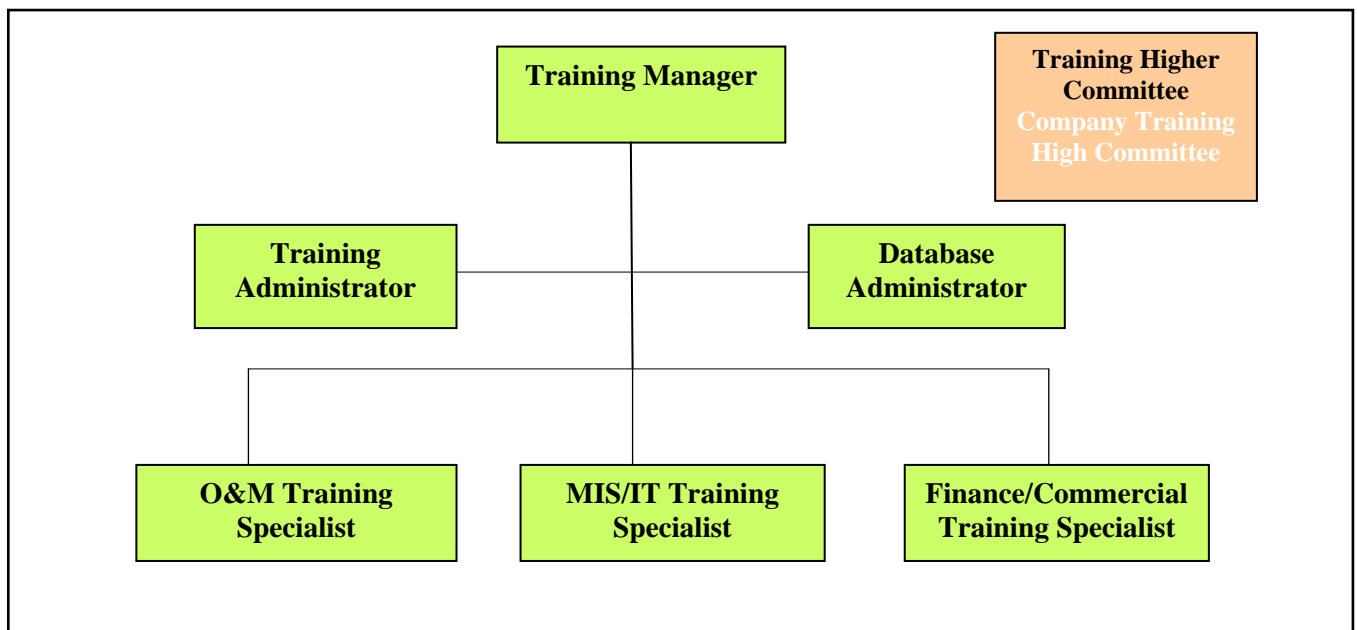 Training Manager
Training Higher
Committee
Company Training
High Committee
Training
Administrator
Database
Administrator
O&M Training
Specialist
MIS/IT Training
Specialist
Finance/Commercial
Training Specialist